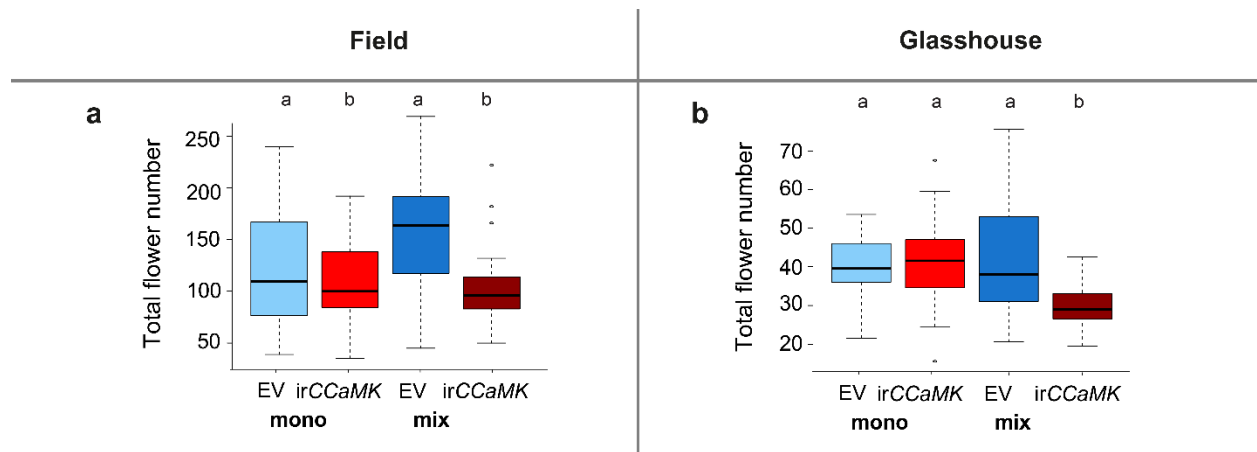 Field
Glasshouse
a
a b a b
Total flower number
250
200
150
100
50
EV irCCaMK EV irCCaMK
mono mix
b
a a a b
Total flower number
70
60
50
40
30
20
EV irCCaMK EV irCCaMK
mono mix